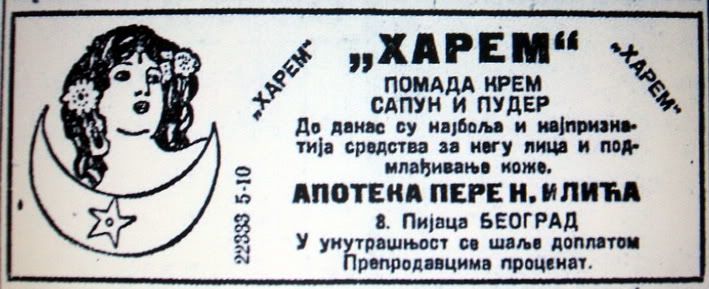 „ХАРЕМ“
„ХАРЕМ“
„ХАРЕМ“
ПОМАДА КРЕМ
САПУН И ПУДЕР
До данас су најбоља и најпризна-
тија средства за негу лица и под-
млађивање коже.
АПОТЕКА ПЕРЕ Н. ИЛИЋА
8. Пијаца БЕОГРАД
У унутрашњост се шаље доплатом
Препродавцима проценат.
22333 5-10